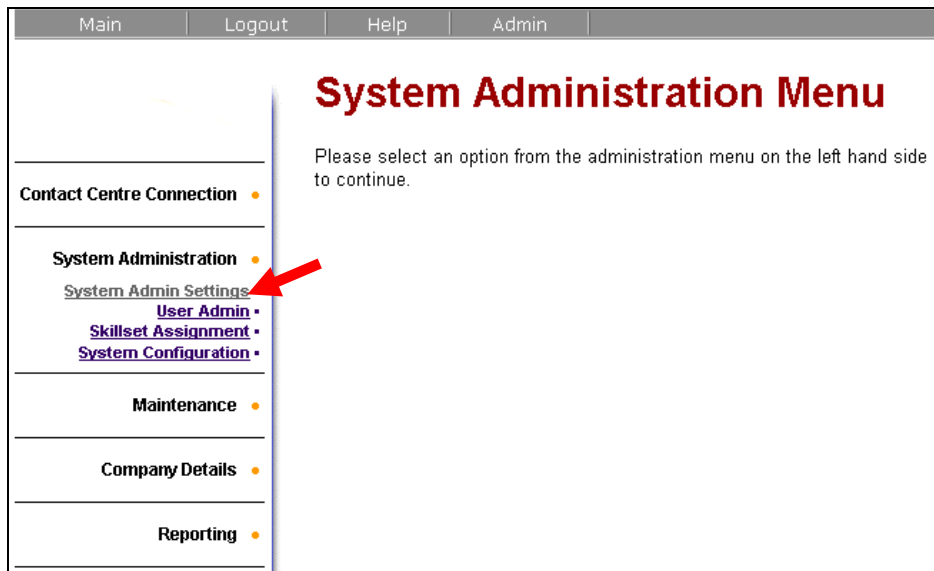 Main Logout Help Admin
System Administration Menu
Please select an option from the administration menu on the left hand side
to continue.
Contact Centre Connection
System Administration
System Admin Settings
User Admin
Skillset Assignment
System Configuration
Maintenance
Company Details
Reporting